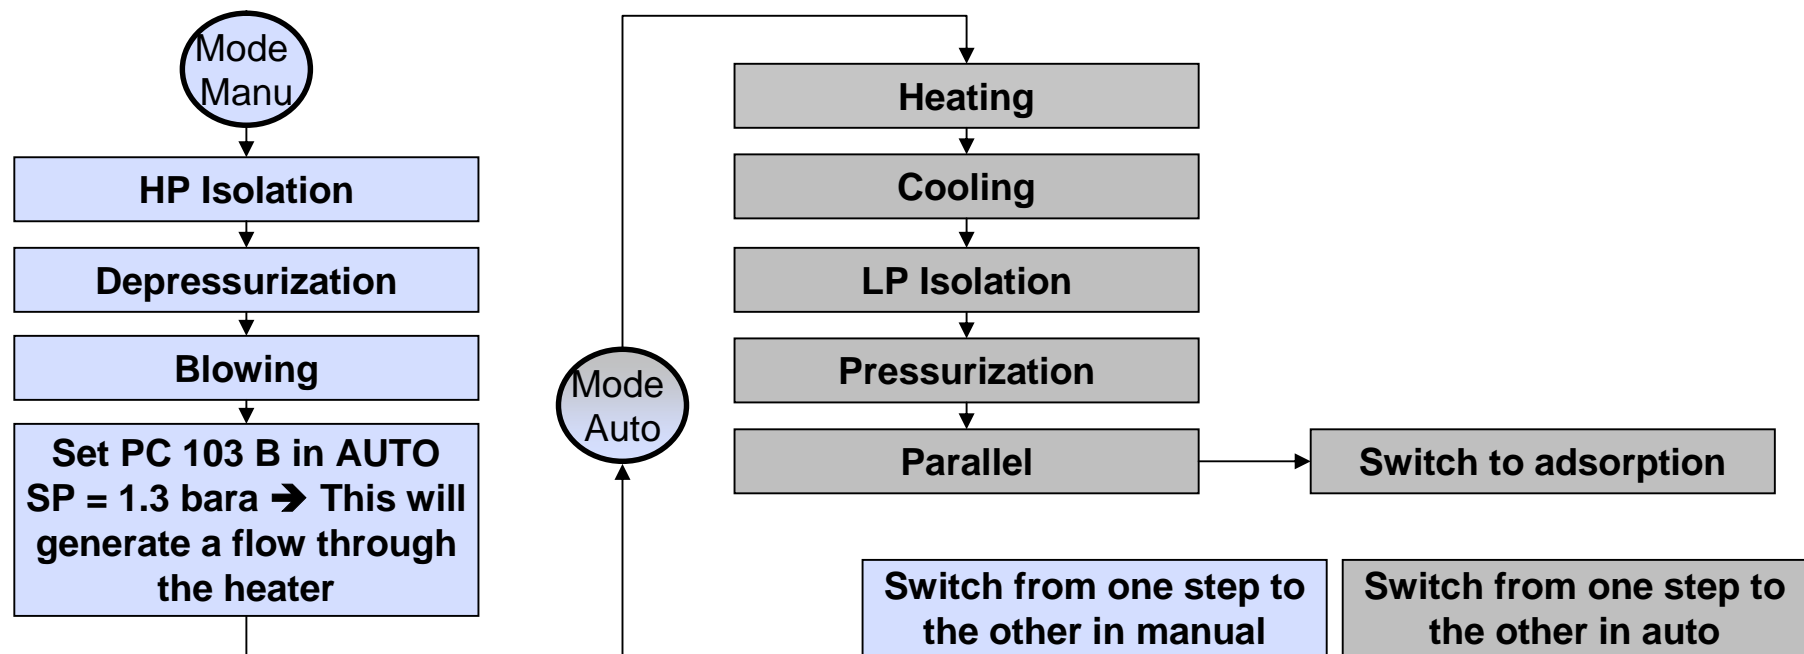 Mode
Manu
HP Isolation
Depressurization
Blowing
Set PC 103 B in AUTO
SP = 1.3 bara ➔ This will
generate a flow through
the heater
Mode
Auto
Heating
Cooling
LP Isolation
Pressurization
Parallel
Switch to adsorption
Switch from one step to
the other in manual
Switch from one step to
the other in auto